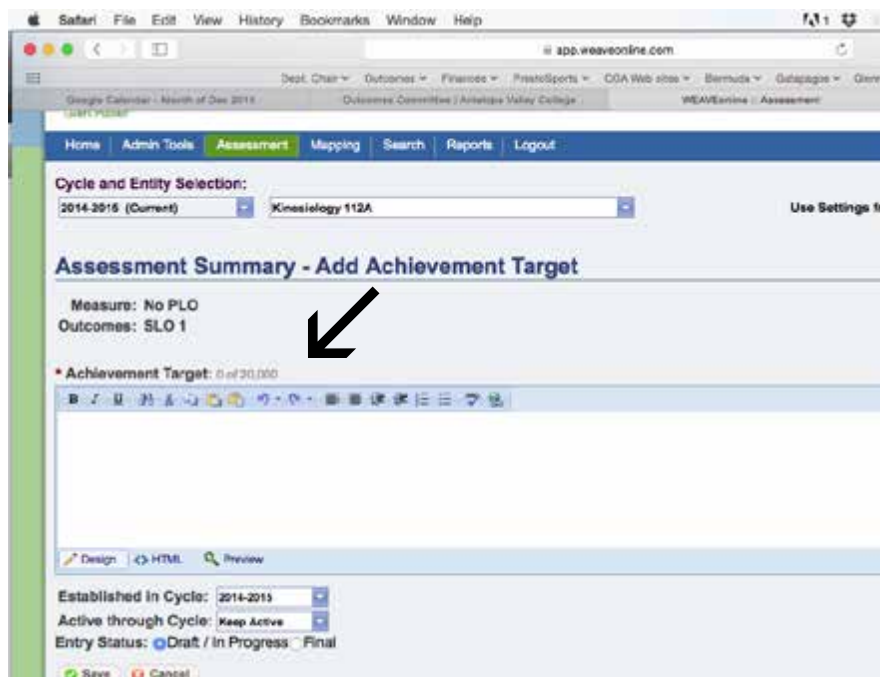 Safari File Edit View History Bookmarks Window Help
app.weaveonline.com
Dept. Chair Outcomes Finances PrestoSports COA Web sites Bermuda Galapagos
Google Calendar - Month of Dec 2015 Outcomes Committee | Antelope Valley College WEAVEonline :: Assessment
Home Admin Tools Assessment Mapping Search Reports Logout
Cycle and Entity Selection:
2014-2015 (Current) Kinesiology 112A Use Settings
Assessment Summary - Add Achievement Target
Measure: No PLO
Outcomes: SLO 1
* Achievement Target: 0 of 20,000
B I U
Design HTML Preview
Established in Cycle: 2014-2015
Active through Cycle: Keep Active
Entry Status: Draft / In Progress Final
Save Cancel